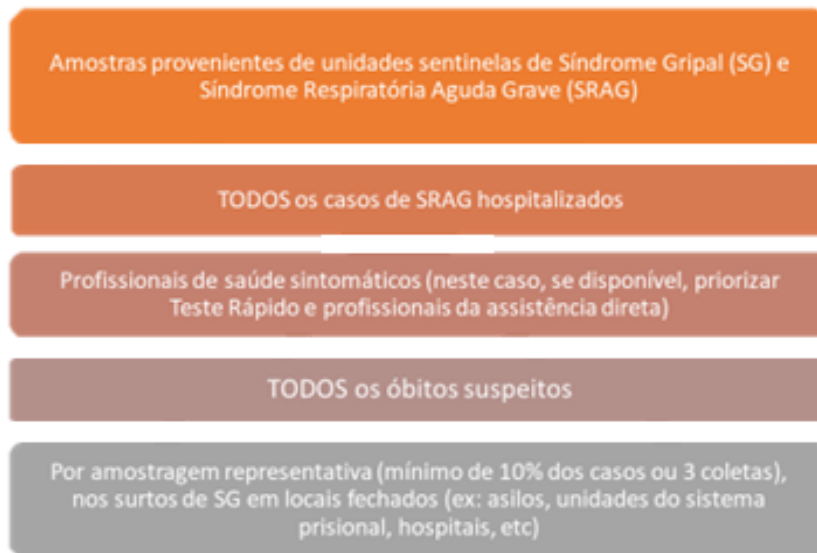 Amostras provenientes de unidades sentinelas de Síndrome Gripal (SG) e
Síndrome Respiratória Aguda Grave (SRAG)
TODOS os casos de SRAG hospitalizados
Profissionais de saúde sintomáticos (neste caso, se disponível, priorizar
Teste Rápido e profissionais da assistência direta)
TODOS os óbitos suspeitos
Por amostragem representativa (mínimo de 10% dos casos ou 3 coletas),
nos surtos de SG em locais fechados (ex: asilos, unidades do sistema
prisional, hospitais, etc)